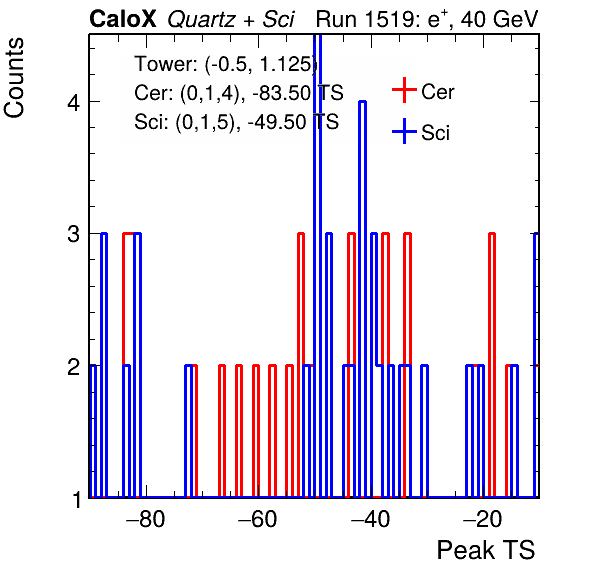 CaloX Quartz + Sci Run 1519: e+, 40 GeV
Counts
Tower: (-0.5, 1.125)
Cer: (0,1,4), -83.50 TS
Sci: (0,1,5), -49.50 TS
Cer
Sci
4
3
2
1
−80 −60 −40 −20
Peak TS